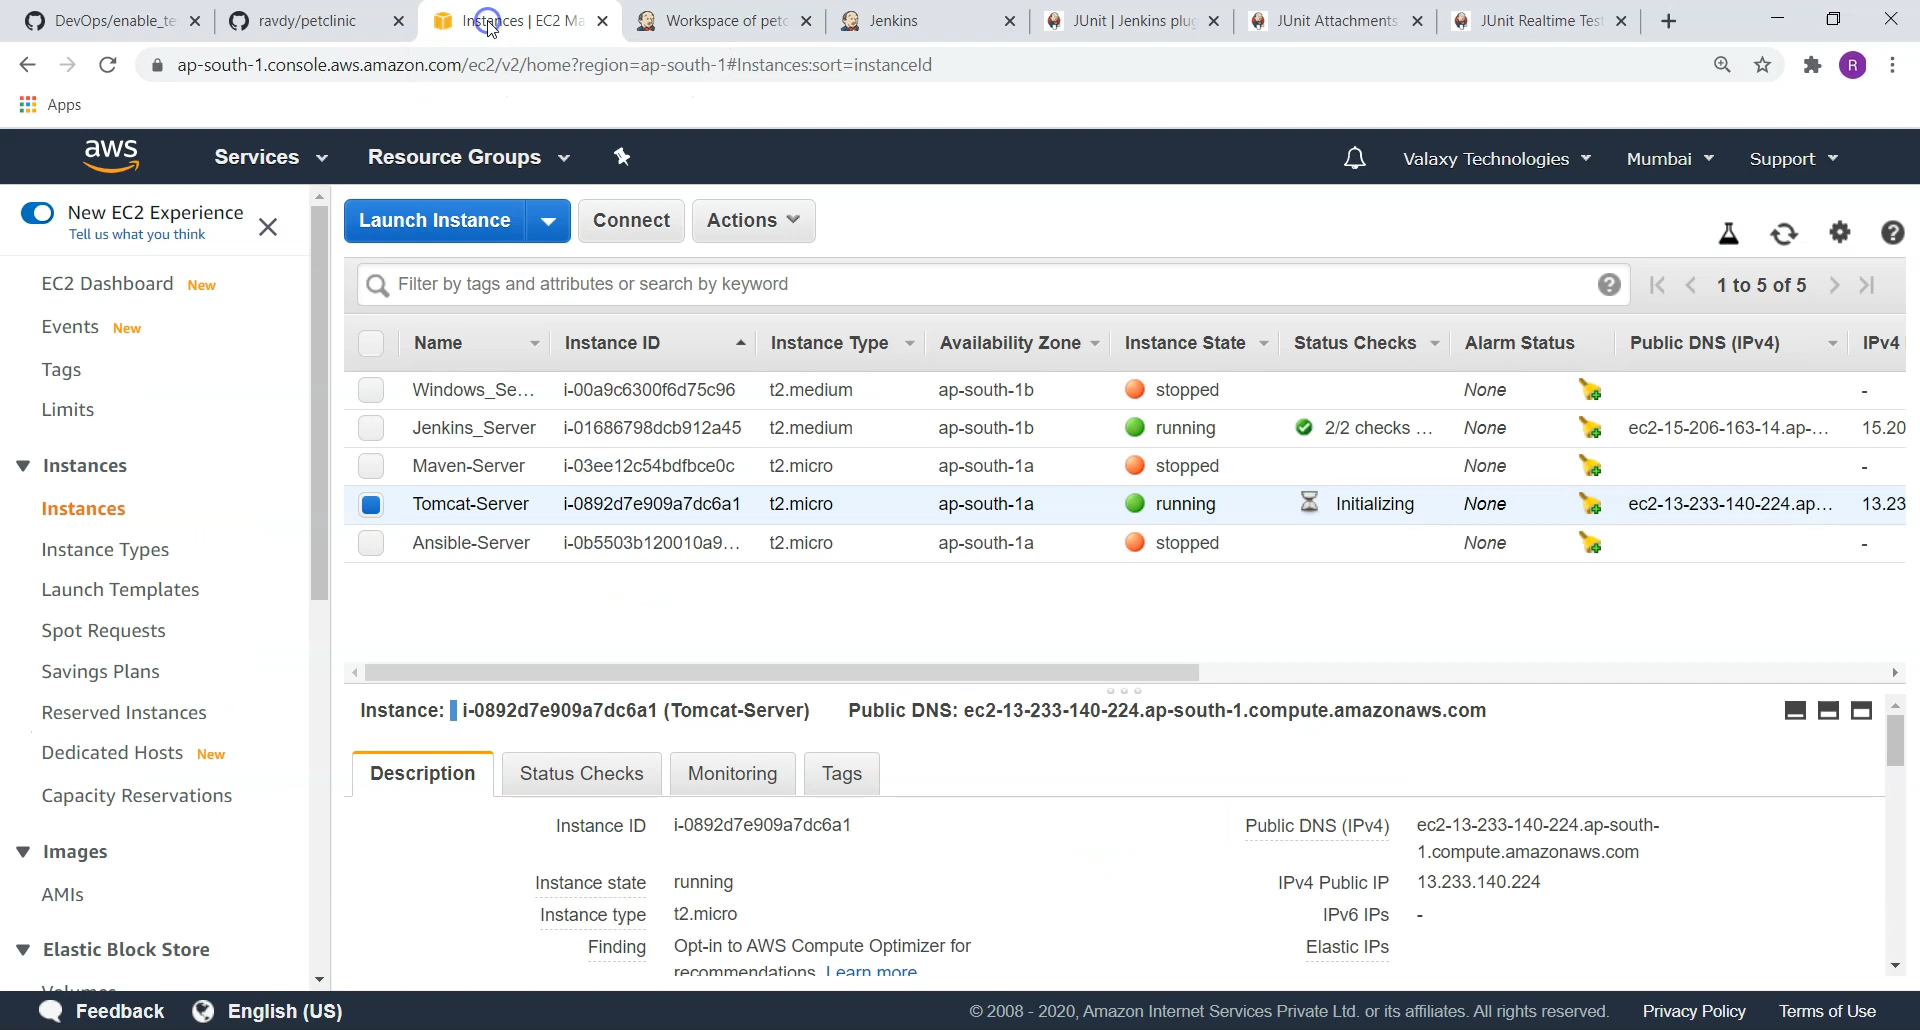 DevOps/enable_te ravdy/petclinic Instances | EC2 Ma Workspace of petc Jenkins JUnit | Jenkins plug JUnit Attachments JUnit Realtime Test
ap-south-1.console.aws.amazon.com/ec2/v2/home?region=ap-south-1#Instances:sort=instanceId R
Apps
aws Services Resource Groups Valaxy Technologies Mumbai Support
New EC2 Experience
Tell us what you think
EC2 Dashboard New
Events New
Tags
Limits
Instances
Instances
Instance Types
Launch Templates
Spot Requests
Savings Plans
Reserved Instances
Dedicated Hosts New
Capacity Reservations
Images
AMIs
Elastic Block Store
Volumes
Launch Instance Connect Actions
Filter by tags and attributes or search by keyword 1 to 5 of 5
Name Instance ID Instance Type Availability Zone Instance State Status Checks Alarm Status Public DNS (IPv4) IPv4
Windows_Se... i-00a9c6300f6d75c96 t2.medium ap-south-1b stopped None -
Jenkins_Server i-01686798dcb912a45 t2.medium ap-south-1b running 2/2 checks ... None ec2-15-206-163-14.ap-... 15.20
Maven-Server i-03ee12c54bdfbce0c t2.micro ap-south-1a stopped None -
Tomcat-Server i-0892d7e909a7dc6a1 t2.micro ap-south-1a running Initializing None ec2-13-233-140-224.ap... 13.23
Ansible-Server i-0b5503b120010a9... t2.micro ap-south-1a stopped None -
Instance: i-0892d7e909a7dc6a1 (Tomcat-Server) Public DNS: ec2-13-233-140-224.ap-south-1.compute.amazonaws.com
Description Status Checks Monitoring Tags
Instance ID i-0892d7e909a7dc6a1
Instance state running
Instance type t2.micro
Finding Opt-in to AWS Compute Optimizer for
recommendations. Learn more
Public DNS (IPv4) ec2-13-233-140-224.ap-south-
1.compute.amazonaws.com
IPv4 Public IP 13.233.140.224
IPv6 IPs -
Elastic IPs
Feedback English (US) © 2008 - 2020, Amazon Internet Services Private Ltd. or its affiliates. All rights reserved. Privacy Policy Terms of Use